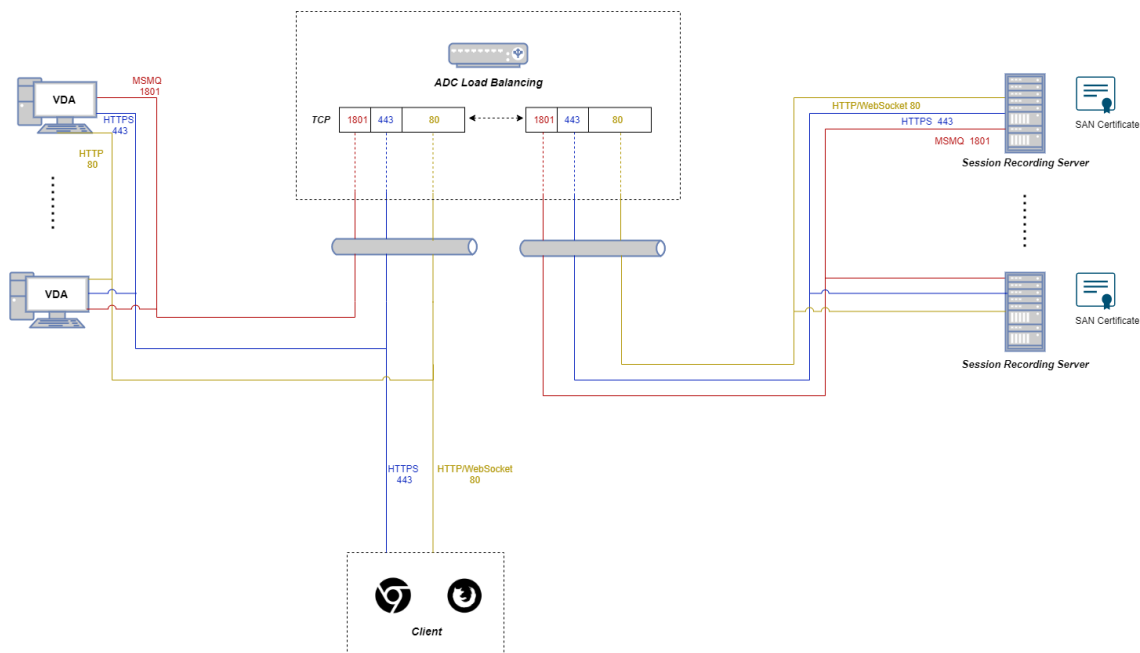 ADC Load Balancing
TCP
1801
443
80
1801
443
80
VDA
MSMQ
1801
HTTPS
443
HTTP
80
VDA
HTTP/WebSocket 80
HTTPS 443
MSMQ 1801
SAN Certificate
Session Recording Server
SAN Certificate
Session Recording Server
HTTPS
443
HTTP/WebSocket
80
Client